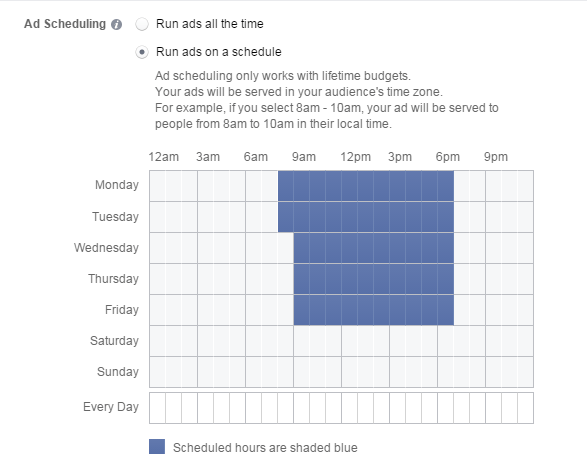 Ad Scheduling Run ads all the time
Run ads on a schedule
Ad scheduling only works with lifetime budgets.
Your ads will be served in your audience's time zone.
For example, if you select 8am - 10am, your ad will be served to
people from 8am to 10am in their local time.
12am 3am 6am 9am 12pm 3pm 6pm 9pm
Monday
Tuesday
Wednesday
Thursday
Friday
Saturday
Sunday
Every Day
Scheduled hours are shaded blue